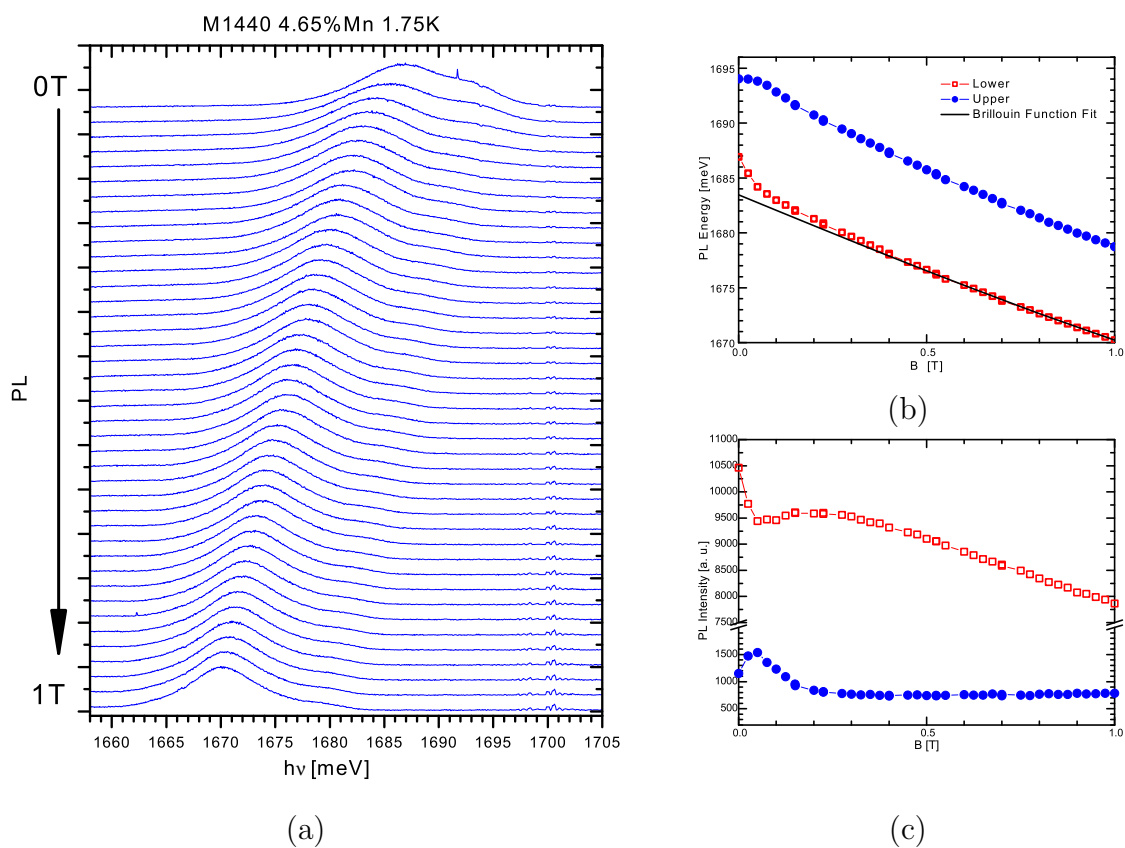 M1440 4.65%Mn 1.75K
0T
PL
1T
1660 1665 1670 1675 1680 1685 1690 1695 1700 1705
hν [meV]
(a)
1695
1690
1685
1680
1675
1670
PL Energy [meV]
Lower
Upper
Brillouin Function Fit
0.0 0.5 1.0
B [T]
(b)
11000
10500
10000
9500
9000
8500
8000
7500
1500
1000
500
PL Intensity [a. u.]
0.0 0.5 1.0
B [T]
(c)